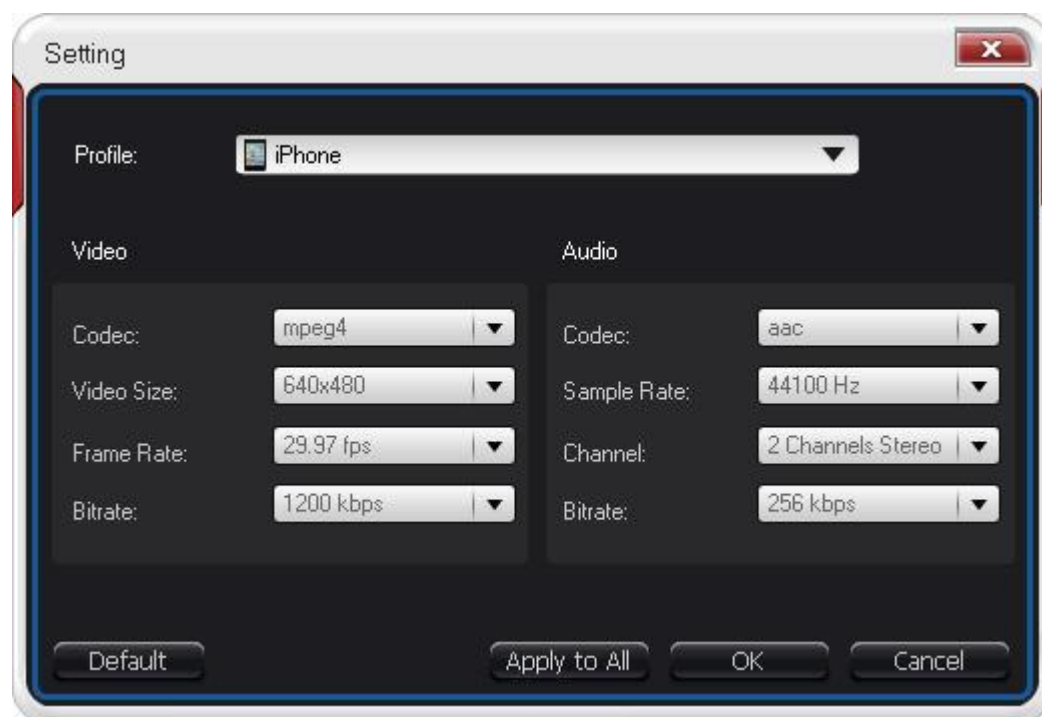 Setting
Profile: iPhone
Video Audio
Codec: mpeg4 Codec: aac
Video Size: 640x480 Sample Rate: 44100 Hz
Frame Rate: 29.97 fps Channel: 2 Channels Stereo
Bitrate: 1200 kbps Bitrate: 256 kbps
Default Apply to All OK Cancel